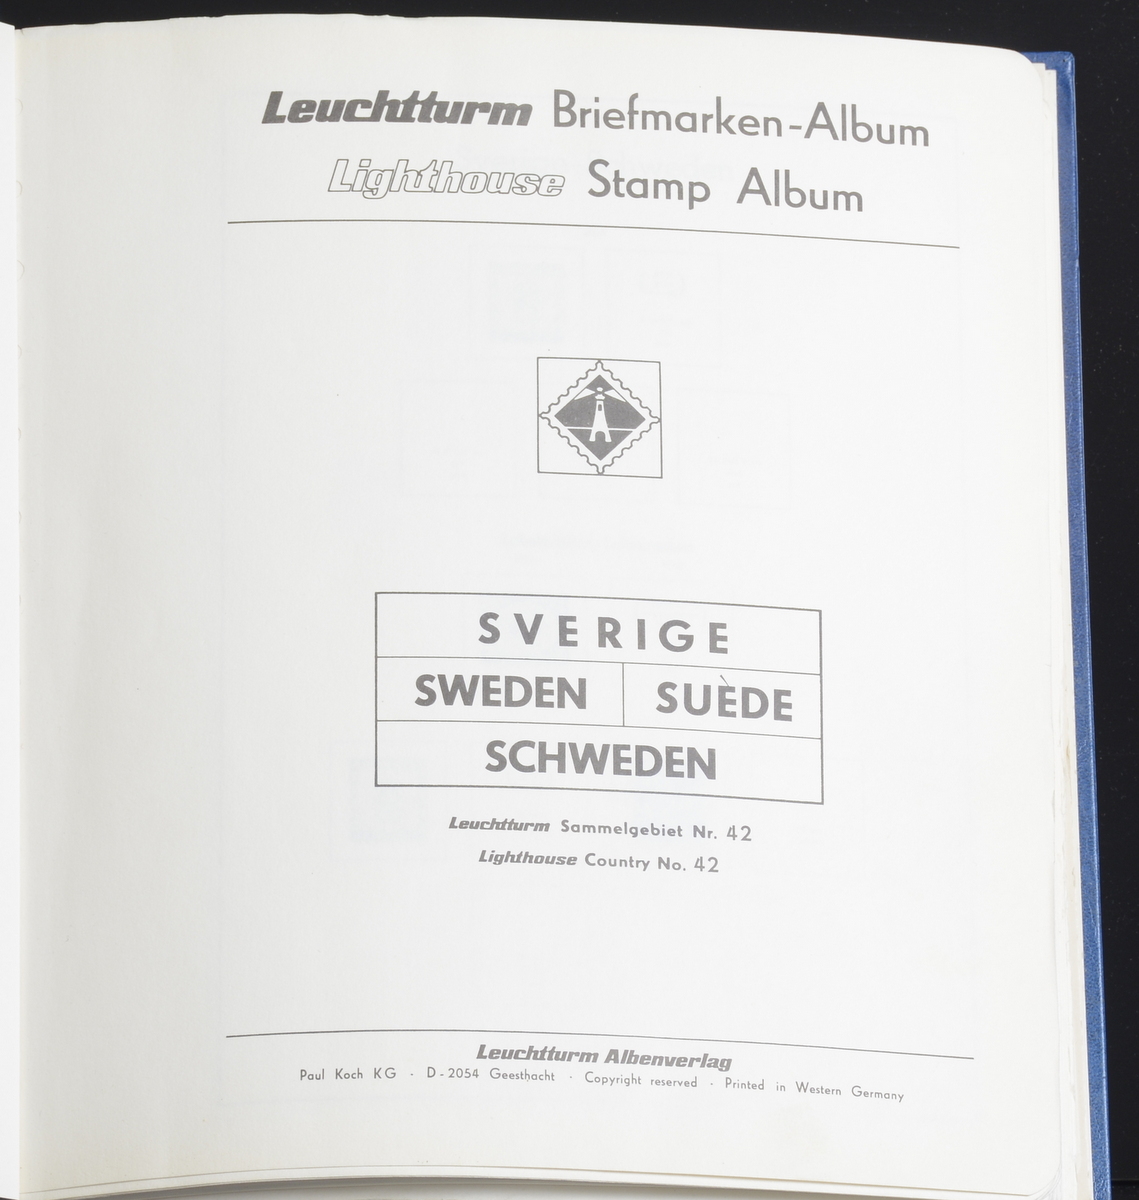 Leuchtturm Briefmarken-Album
Lighthouse Stamp Album
SVERIGE
SWEDEN SUÈDE
SCHWEDEN
Leuchtturm Sammelgebiet Nr. 42
Lighthouse Country No. 42
Leuchtturm Albenverlag
Paul Koch KG · D-2054 Geesthacht · Copyright reserved · Printed in Western Germany